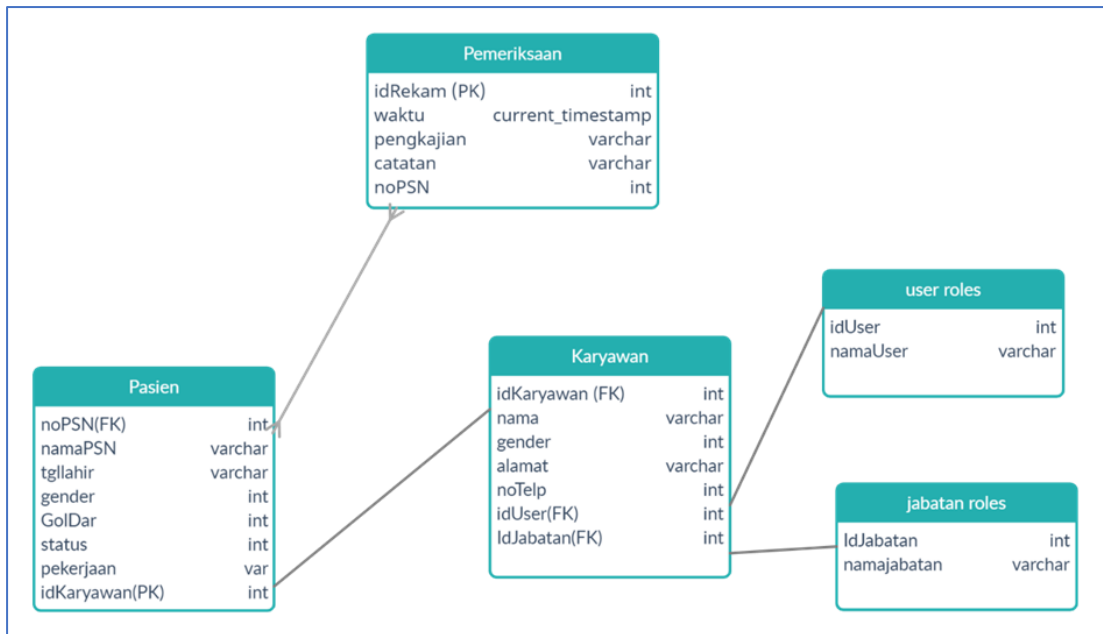 Pemeriksaan
idRekam (PK) int
waktu current_timestamp
pengkajian varchar
catatan varchar
noPSN int
user roles
idUser int
namaUser varchar
Karyawan
idKaryawan (FK) int
nama varchar
gender int
alamat varchar
noTelp int
idUser(FK) int
IdJabatan(FK) int
Pasien
noPSN(FK) int
namaPSN varchar
tgllahir varchar
gender int
GolDar int
status int
pekerjaan var
idKaryawan(PK) int
jabatan roles
IdJabatan int
namajabatan varchar